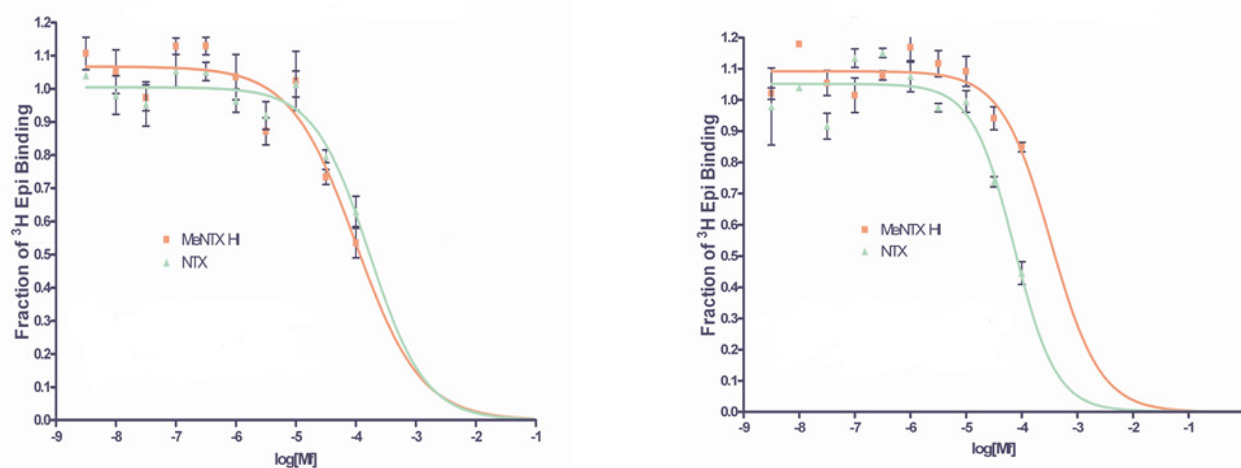 Fraction of ³H Epi Binding
1.2
1.1
1.0
0.9
0.8
0.7
0.6
0.5
0.4
0.3
0.2
0.1
0.0
MeNTX HI
NTX
-9 -8 -7 -6 -5 -4 -3 -2 -1
log[Mf]
Fraction of ³H Epi Binding
1.2
1.1
1.0
0.9
0.8
0.7
0.6
0.5
0.4
0.3
0.2
0.1
0.0
MeNTX HI
NTX
-9 -8 -7 -6 -5 -4 -3 -2 -1
log[Mf]